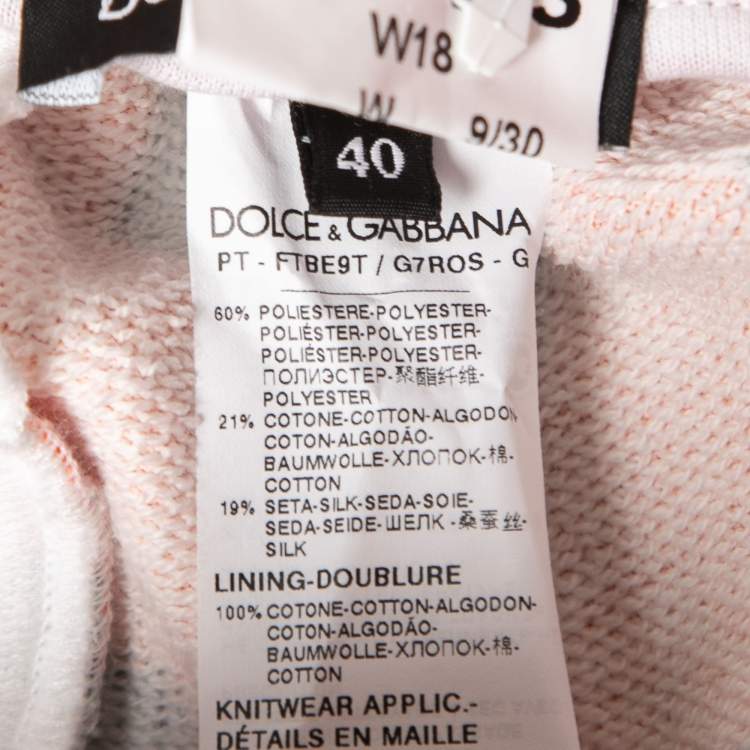 W18
9/30
40
DOLCE & GABBANA
PT - FTBE9T / G7ROS - G
60% POLIESTERE-POLYESTER-
POLIÉSTER-POLYESTER-
POLIÉSTER-POLYESTER-
ПОЛИЭСТЕР-聚酯纤维-
POLYESTER
21% COTONE-COTTON-ALGODON
COTON-ALGODÃO-
BAUMWOLLE-ХЛОПОК-棉-
COTTON
19% SETA-SILK-SEDA-SOIE-
SEDA-SEIDE-ШЕЛК-桑蚕丝-
SILK
LINING-DOUBLURE
100% COTONE-COTTON-ALGODON-
COTON-ALGODÃO-
BAUMWOLLE-ХЛОПОК-棉-
COTTON
KNITWEAR APPLIC.-
DÉTAILS EN MAILLE